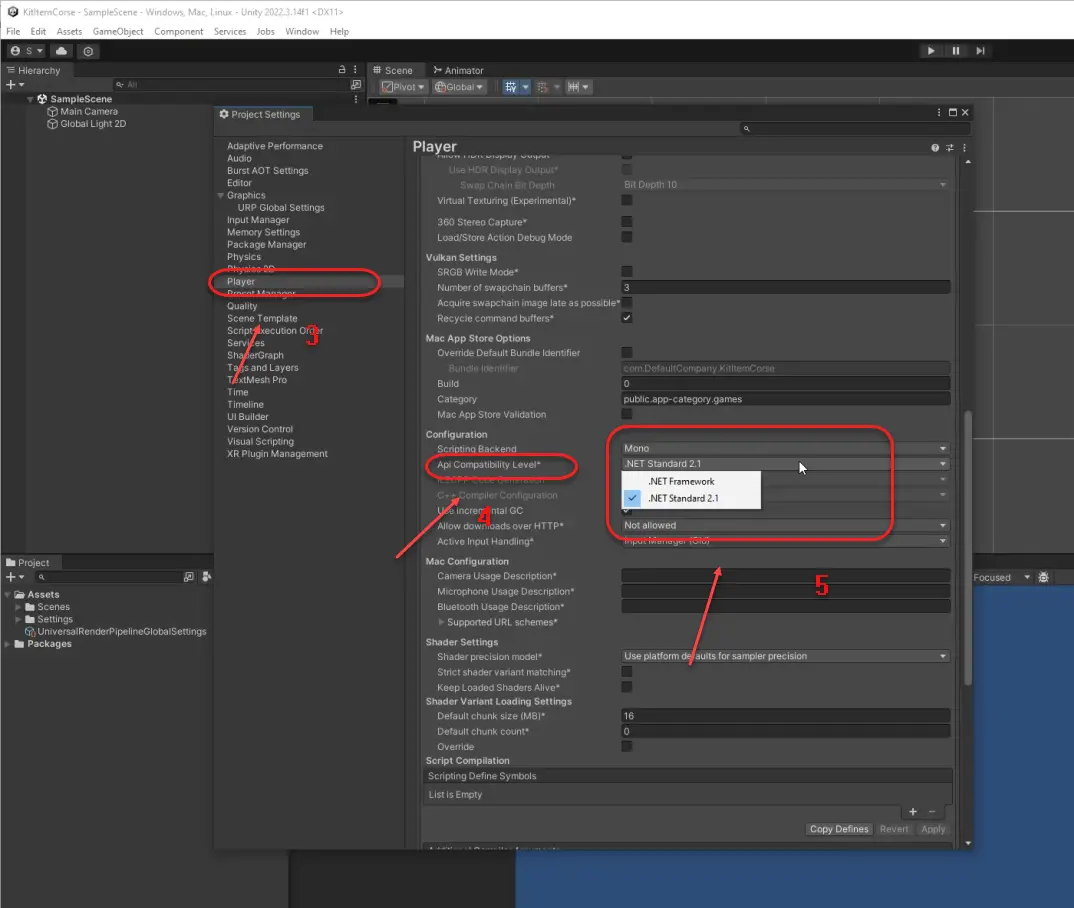 KitItemCorse - SampleScene - Windows, Mac, Linux - Unity 2022.3.14f1 <DX11>
File Edit Assets GameObject Component Services Jobs Window Help
S
Hierarchy
Scene
Animator
All
Pivot
Global
SampleScene
Main Camera
Global Light 2D
Project Settings
Adaptive Performance
Audio
Burst AOT Settings
Editor
Graphics
URP Global Settings
Input Manager
Memory Settings
Package Manager
Physics
Physics 2D
Player
Preset Manager
Quality
Scene Template
Script Execution Order
Services
ShaderGraph
Tags and Layers
TextMesh Pro
Time
Timeline
UI Builder
Version Control
Visual Scripting
XR Plugin Management
3
Player
Allow HDR Display Output
Use HDR Display Output*
Swap Chain Bit Depth Bit Depth 10
Virtual Texturing (Experimental)*
360 Stereo Capture*
Load/Store Action Debug Mode
Vulkan Settings
SRGB Write Mode*
Number of swapchain buffers* 3
Acquire swapchain image late as possible*
Recycle command buffers*
Mac App Store Options
Override Default Bundle Identifier
Bundle Identifier com.DefaultCompany.KitItemCorse
Build 0
Category public.app-category.games
Mac App Store Validation
Configuration
Scripting Backend Mono
Api Compatibility Level* .NET Standard 2.1
IL2CPP Code Generation
.NET Framework
C++ Compiler Configuration
.NET Standard 2.1
Use incremental GC
4
Allow downloads over HTTP* Not allowed
Active Input Handling* Input Manager (Old)
Mac Configuration
Camera Usage Description*
Microphone Usage Description*
5
Bluetooth Usage Description*
Supported URL schemes*
Shader Settings
Shader precision model* Use platform defaults for sampler precision
Strict shader variant matching*
Keep Loaded Shaders Alive*
Shader Variant Loading Settings
Default chunk size (MB)* 16
Default chunk count* 0
Override
Script Compilation
Scripting Define Symbols
List is Empty
Copy Defines Revert Apply
Additional Compiler Arguments
Project
Assets
Scenes
Settings
UniversalRenderPipelineGlobalSettings
Packages
Focused